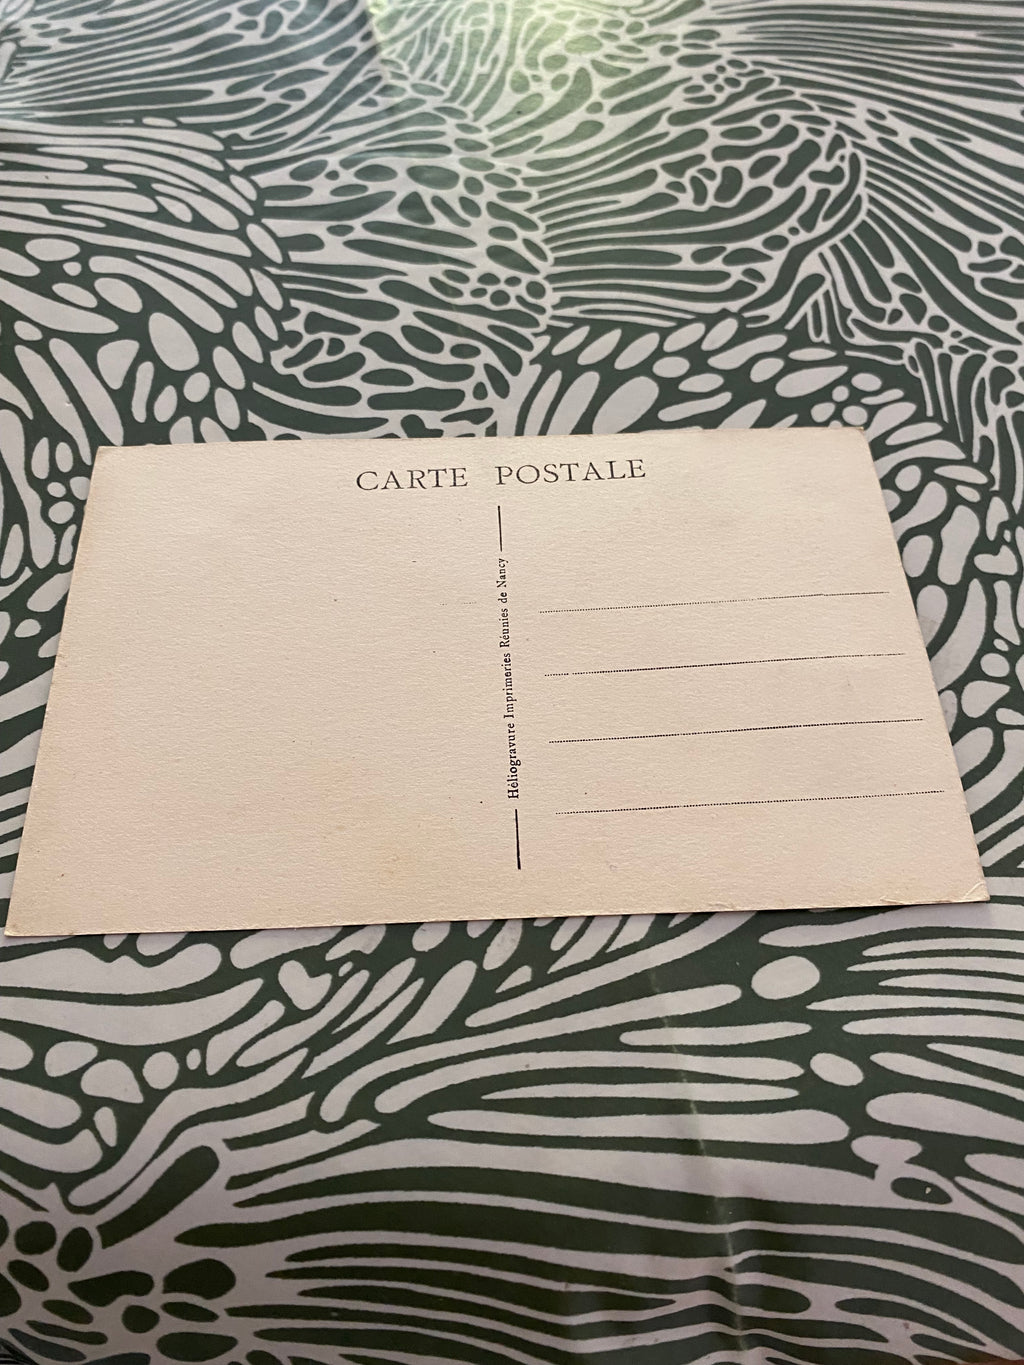 CARTE POSTALE
Héliogravure Imprimeries Réunies de Nancy